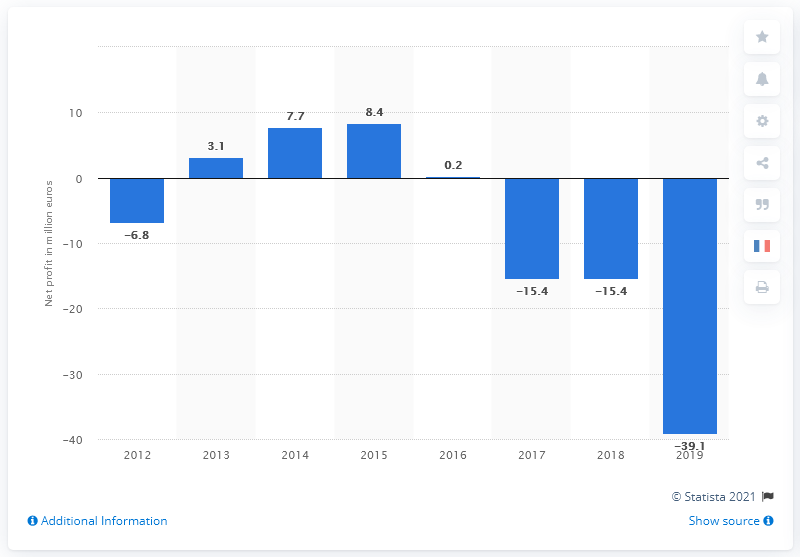 Net profit in million euros
10
0
−10
−20
−30
−40
−6.8
3.1
7.7
8.4
0.2
−15.4
−15.4
−39.1
2012 2013 2014 2015 2016 2017 2018 2019
© Statista 2021
Additional Information
Show source